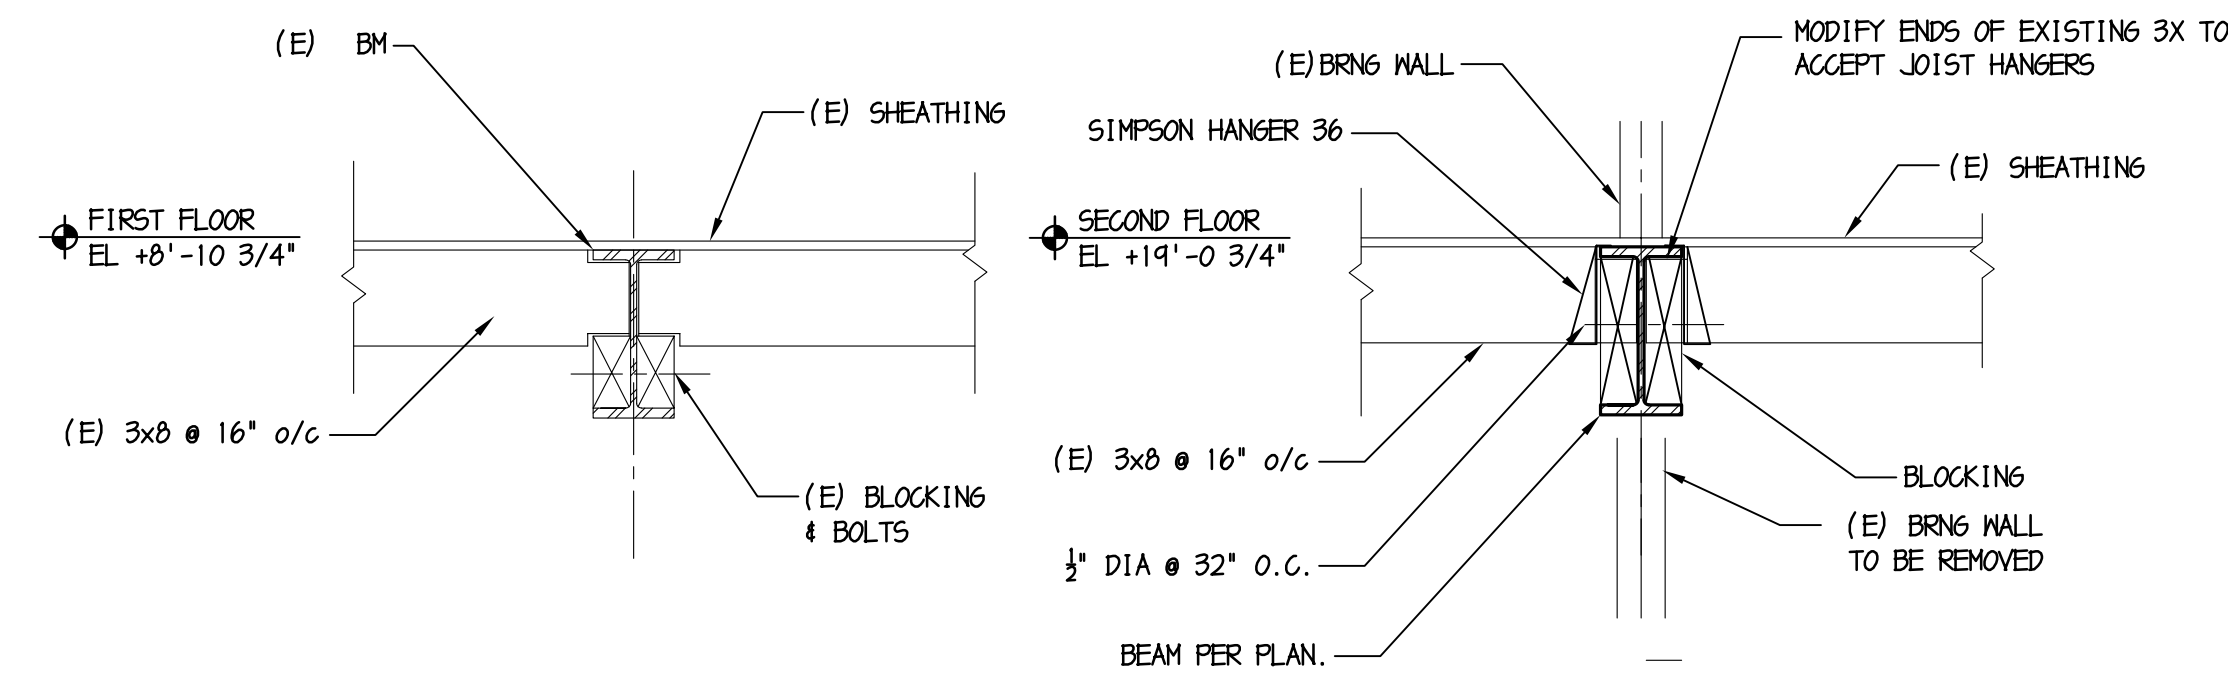 (E) BM
(E) SHEATHING
FIRST FLOOR
EL +8'-10 3/4"
(E) 3x8 @ 16" o/c
(E) BLOCKING
& BOLTS
MODIFY ENDS OF EXISTING 3X TO
ACCEPT JOIST HANGERS
(E)BRNG WALL
SIMPSON HANGER 36
(E) SHEATHING
SECOND FLOOR
EL +19'-0 3/4"
(E) 3x8 @ 16" o/c
BLOCKING
(E) BRNG WALL
TO BE REMOVED
½" DIA @ 32" O.C.
BEAM PER PLAN.